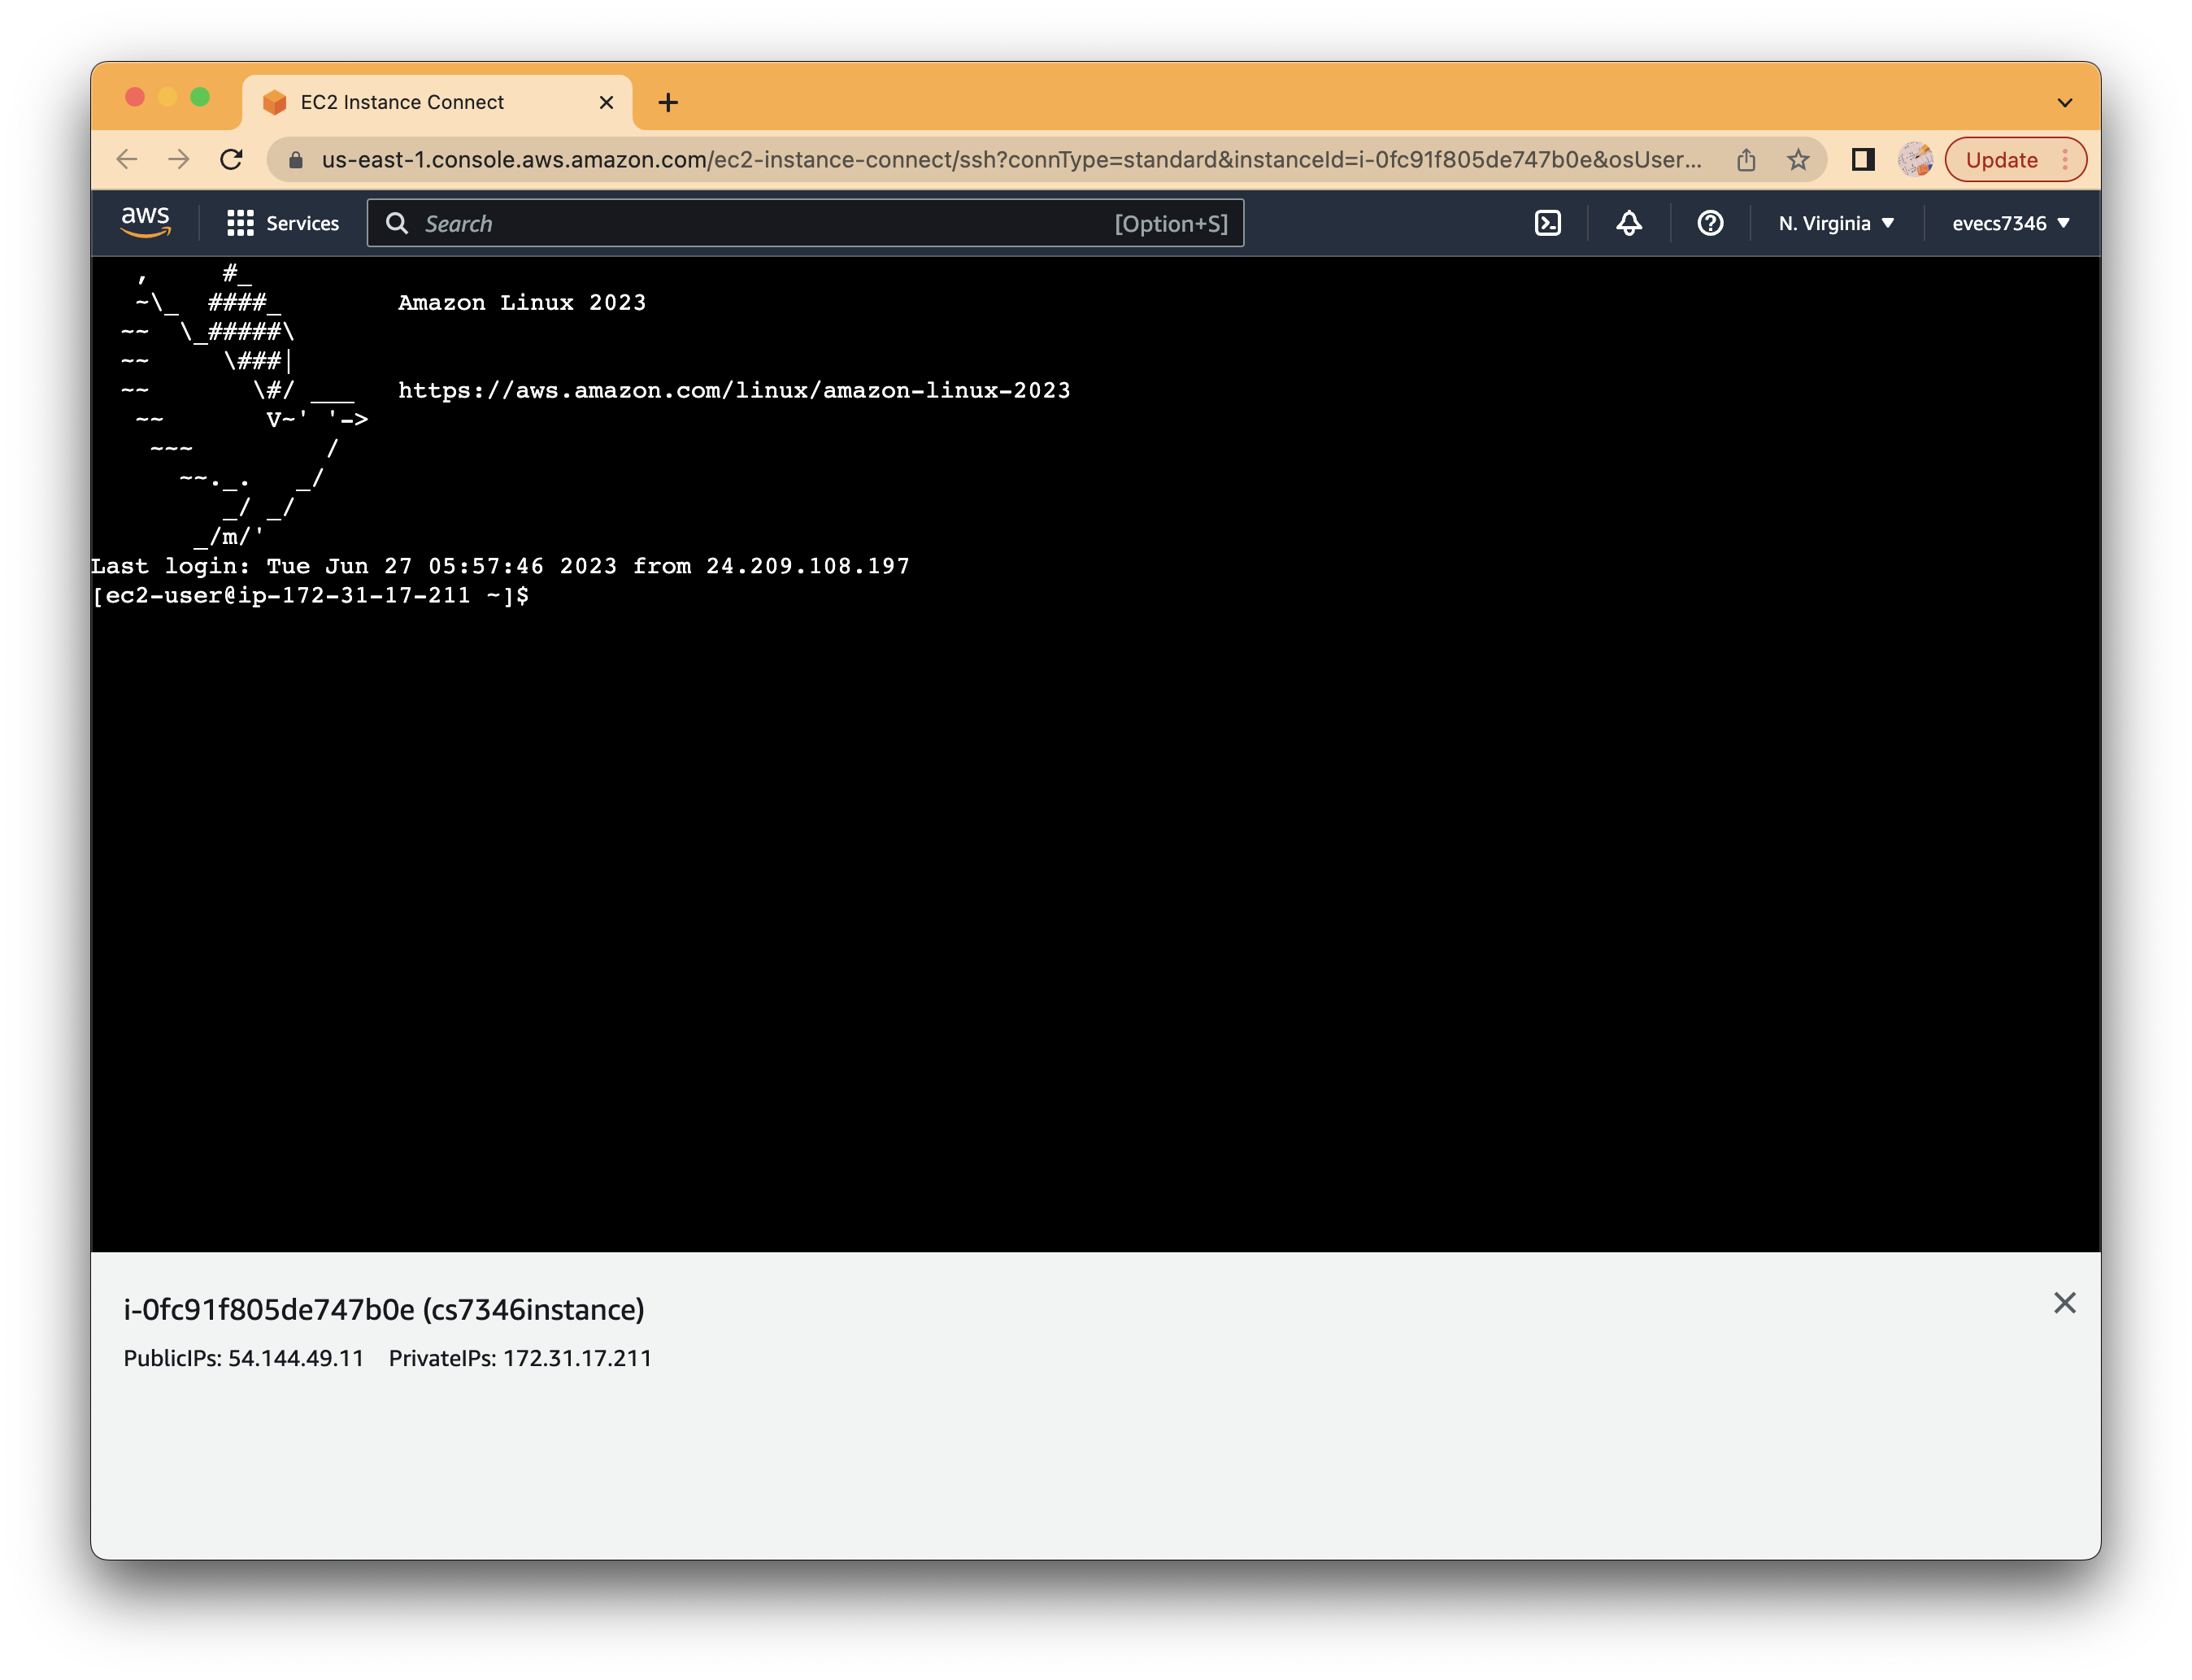 EC2 Instance Connect
us-east-1.console.aws.amazon.com/ec2-instance-connect/ssh?connType=standard&instanceId=i-0fc91f805de747b0e&osUser...
Update
aws
Services
Search
[Option+S]
N. Virginia
evecs7346
   ,     #_
   ~\_  ####_        Amazon Linux 2023
  ~~  \_#####\
  ~~     \###|
  ~~       \#/ ___   https://aws.amazon.com/linux/amazon-linux-2023
   ~~       V~' '->
    ~~~         /
      ~~._.   _/
         _/ _/
       _/m/'
Last login: Tue Jun 27 05:57:46 2023 from 24.209.108.197
[ec2-user@ip-172-31-17-211 ~]$
i-0fc91f805de747b0e (cs7346instance)
PublicIPs: 54.144.49.11 PrivateIPs: 172.31.17.211